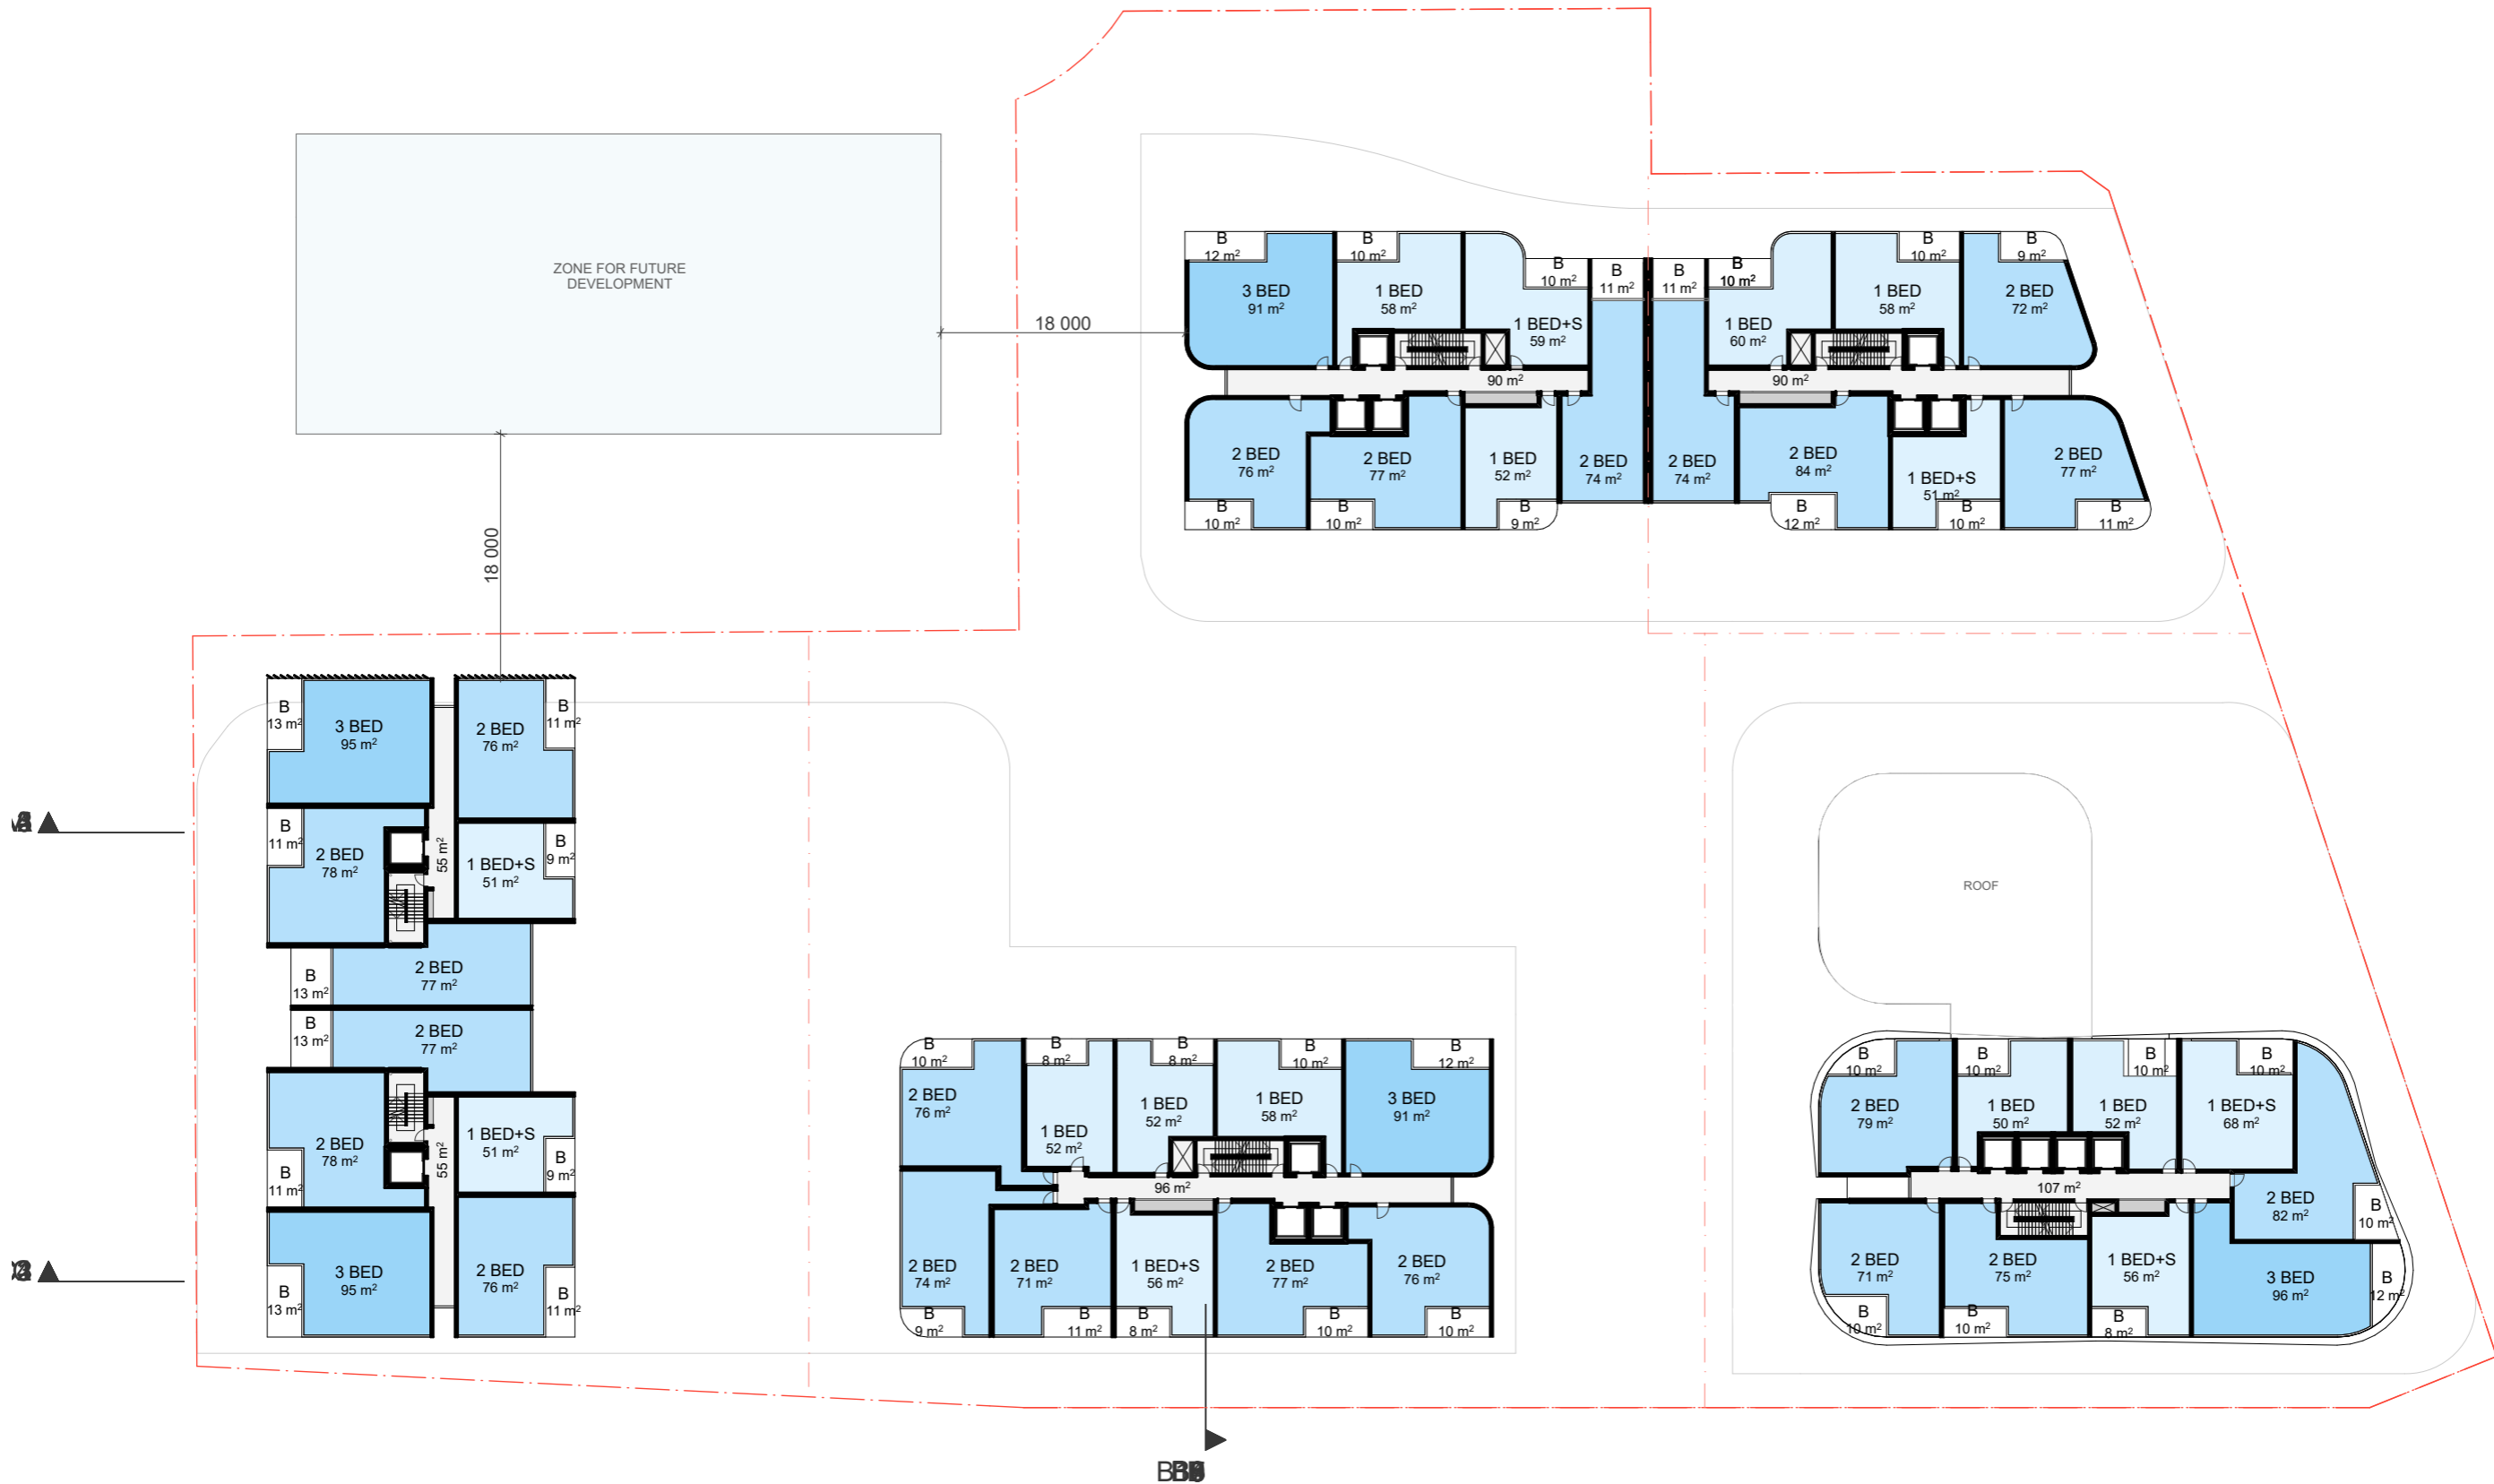 ZONE FOR FUTURE
DEVELOPMENT
18 000
18 000
B
12 m²
3 BED
91 m²
B
10 m²
1 BED
58 m²
B
10 m²
1 BED+S
59 m²
B
11 m²
B
11 m²
B
10 m²
1 BED
60 m²
B
10 m²
1 BED
58 m²
B
9 m²
2 BED
72 m²
90 m²
90 m²
2 BED
76 m²
B
10 m²
2 BED
77 m²
B
10 m²
1 BED
52 m²
B
9 m²
2 BED
74 m²
2 BED
74 m²
2 BED
84 m²
B
12 m²
1 BED+S
51 m²
B
10 m²
2 BED
77 m²
B
11 m²
B
13 m²
3 BED
95 m²
2 BED
76 m²
B
11 m²
B
11 m²
2 BED
78 m²
55 m²
1 BED+S
51 m²
B
9 m²
2 BED
77 m²
B
13 m²
B
13 m²
2 BED
77 m²
2 BED
78 m²
B
11 m²
55 m²
1 BED+S
51 m²
B
9 m²
3 BED
95 m²
B
13 m²
2 BED
76 m²
B
11 m²
ROOF
B
10 m²
2 BED
76 m²
B
8 m²
1 BED
52 m²
B
8 m²
1 BED
52 m²
B
10 m²
1 BED
58 m²
B
12 m²
3 BED
91 m²
96 m²
2 BED
74 m²
B
9 m²
2 BED
71 m²
B
11 m²
1 BED+S
56 m²
B
8 m²
2 BED
77 m²
B
10 m²
2 BED
76 m²
B
10 m²
B
10 m²
2 BED
79 m²
B
10 m²
1 BED
50 m²
B
10 m²
1 BED
52 m²
B
10 m²
1 BED+S
68 m²
107 m²
2 BED
82 m²
B
10 m²
2 BED
71 m²
B
10 m²
2 BED
75 m²
B
10 m²
1 BED+S
56 m²
B
8 m²
3 BED
96 m²
B
12 m²